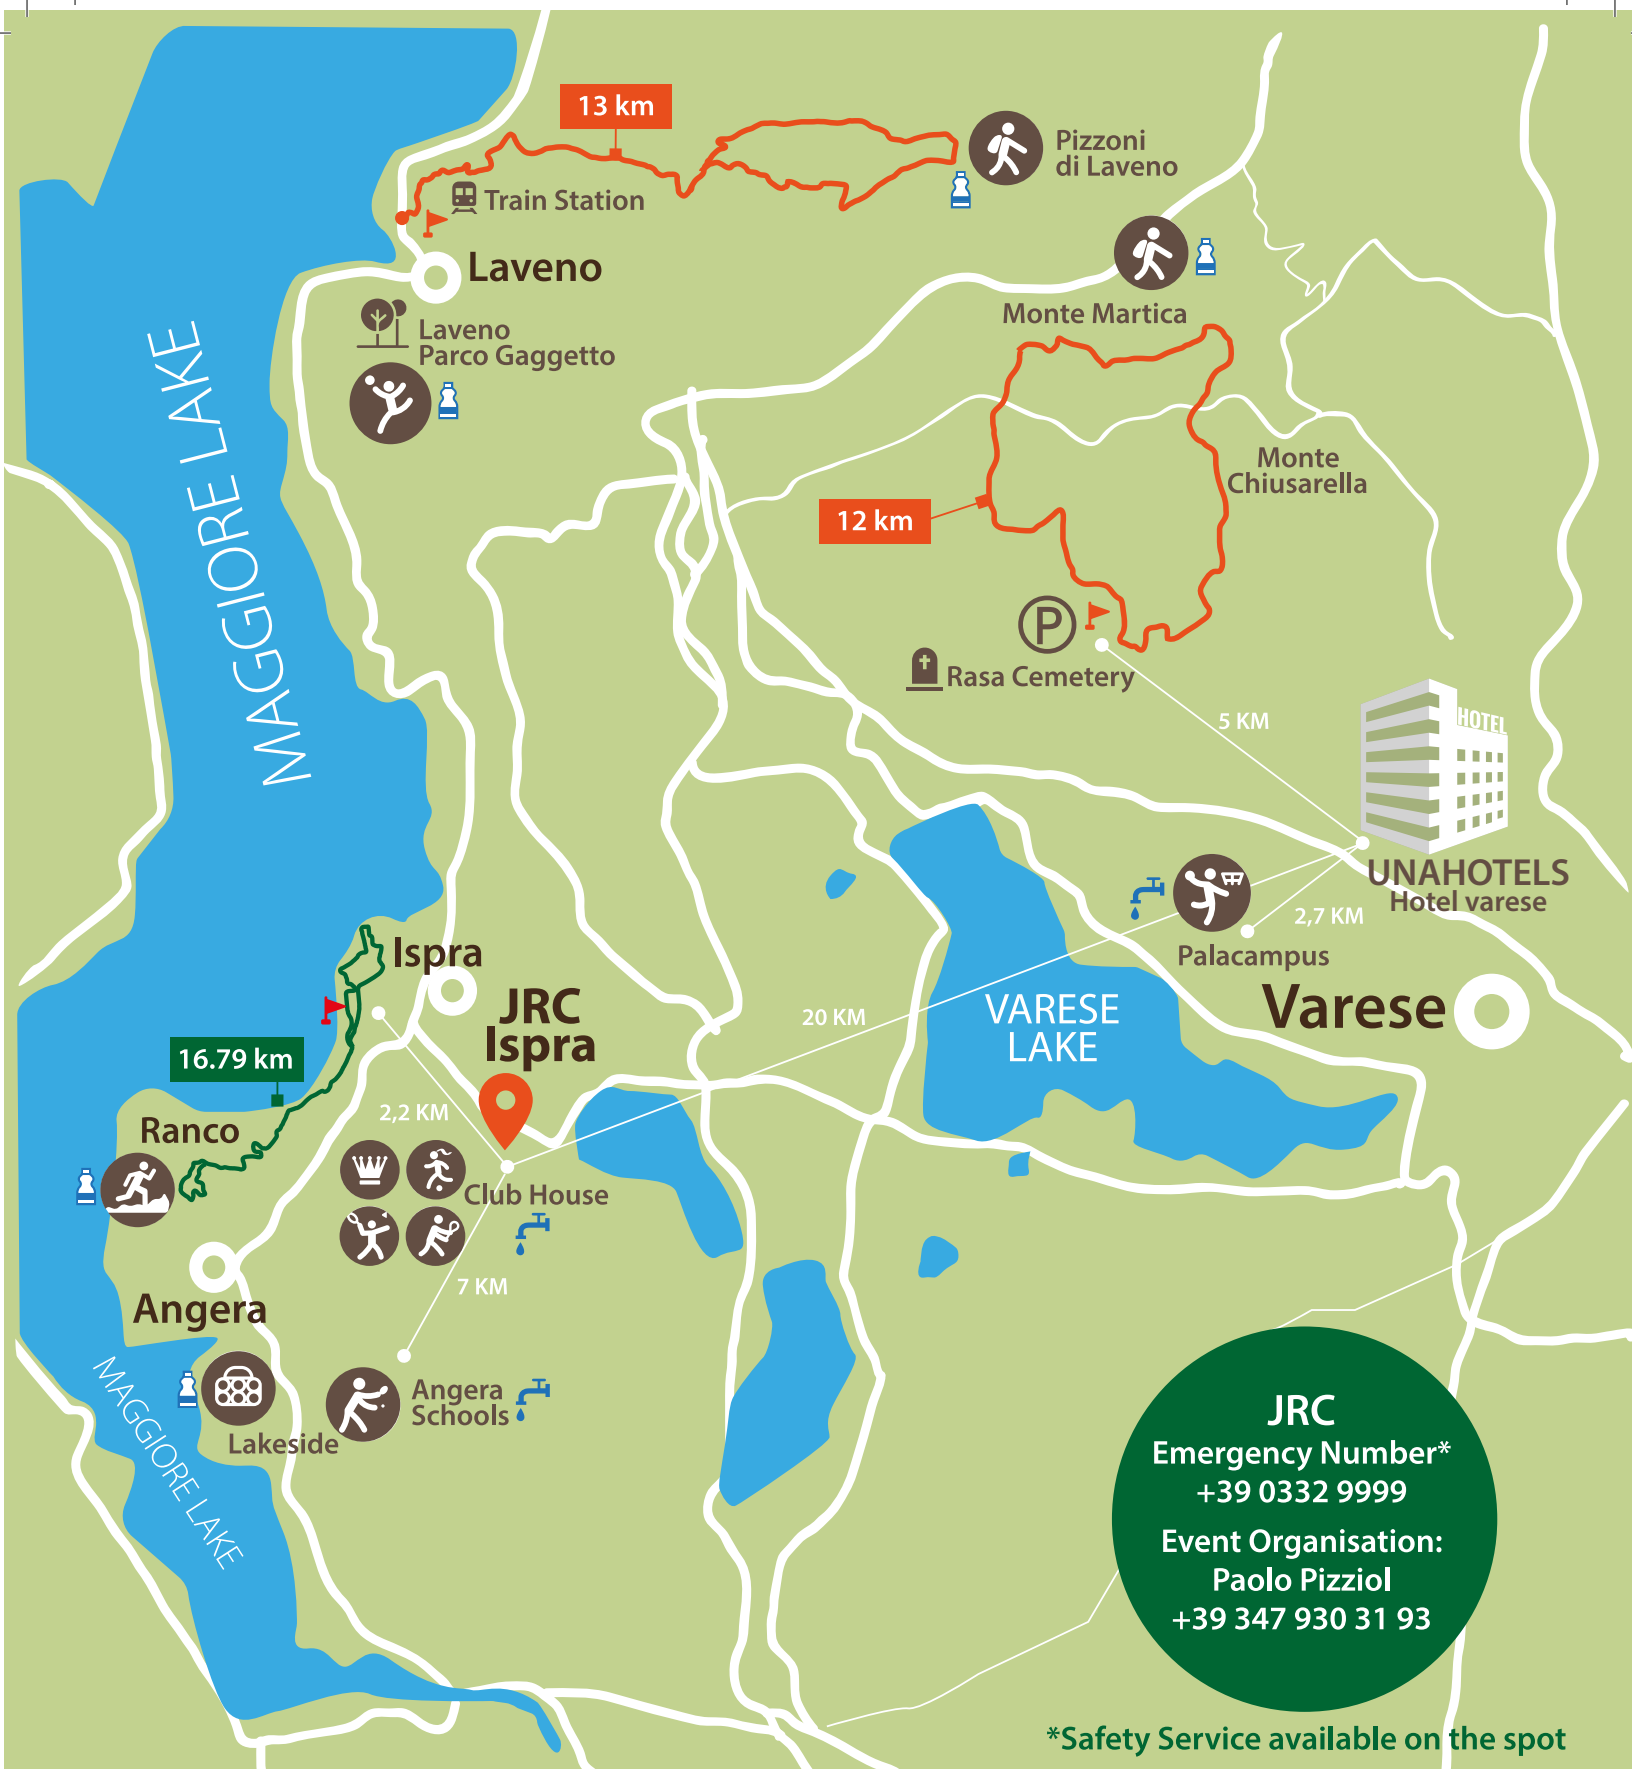 13 km
Pizzoni
di Laveno
Train Station
Laveno
Monte Martica
Laveno
Parco Gaggetto
MAGGIORE LAKE
Monte
Chiusarella
12 km
P
Rasa Cemetery
5 KM
HOTEL
UNAHOTELS
Hotel varese
2,7 KM
Palacampus
Ispra
JRC
Ispra
VARESE
LAKE
Varese
20 KM
16.79 km
2,2 KM
Ranco
Club House
7 KM
Angera
Angera
Schools
Lakeside
MAGGIORE LAKE
JRC
Emergency Number*
+39 0332 9999
Event Organisation:
Paolo Pizziol
+39 347 930 31 93
*Safety Service available on the spot